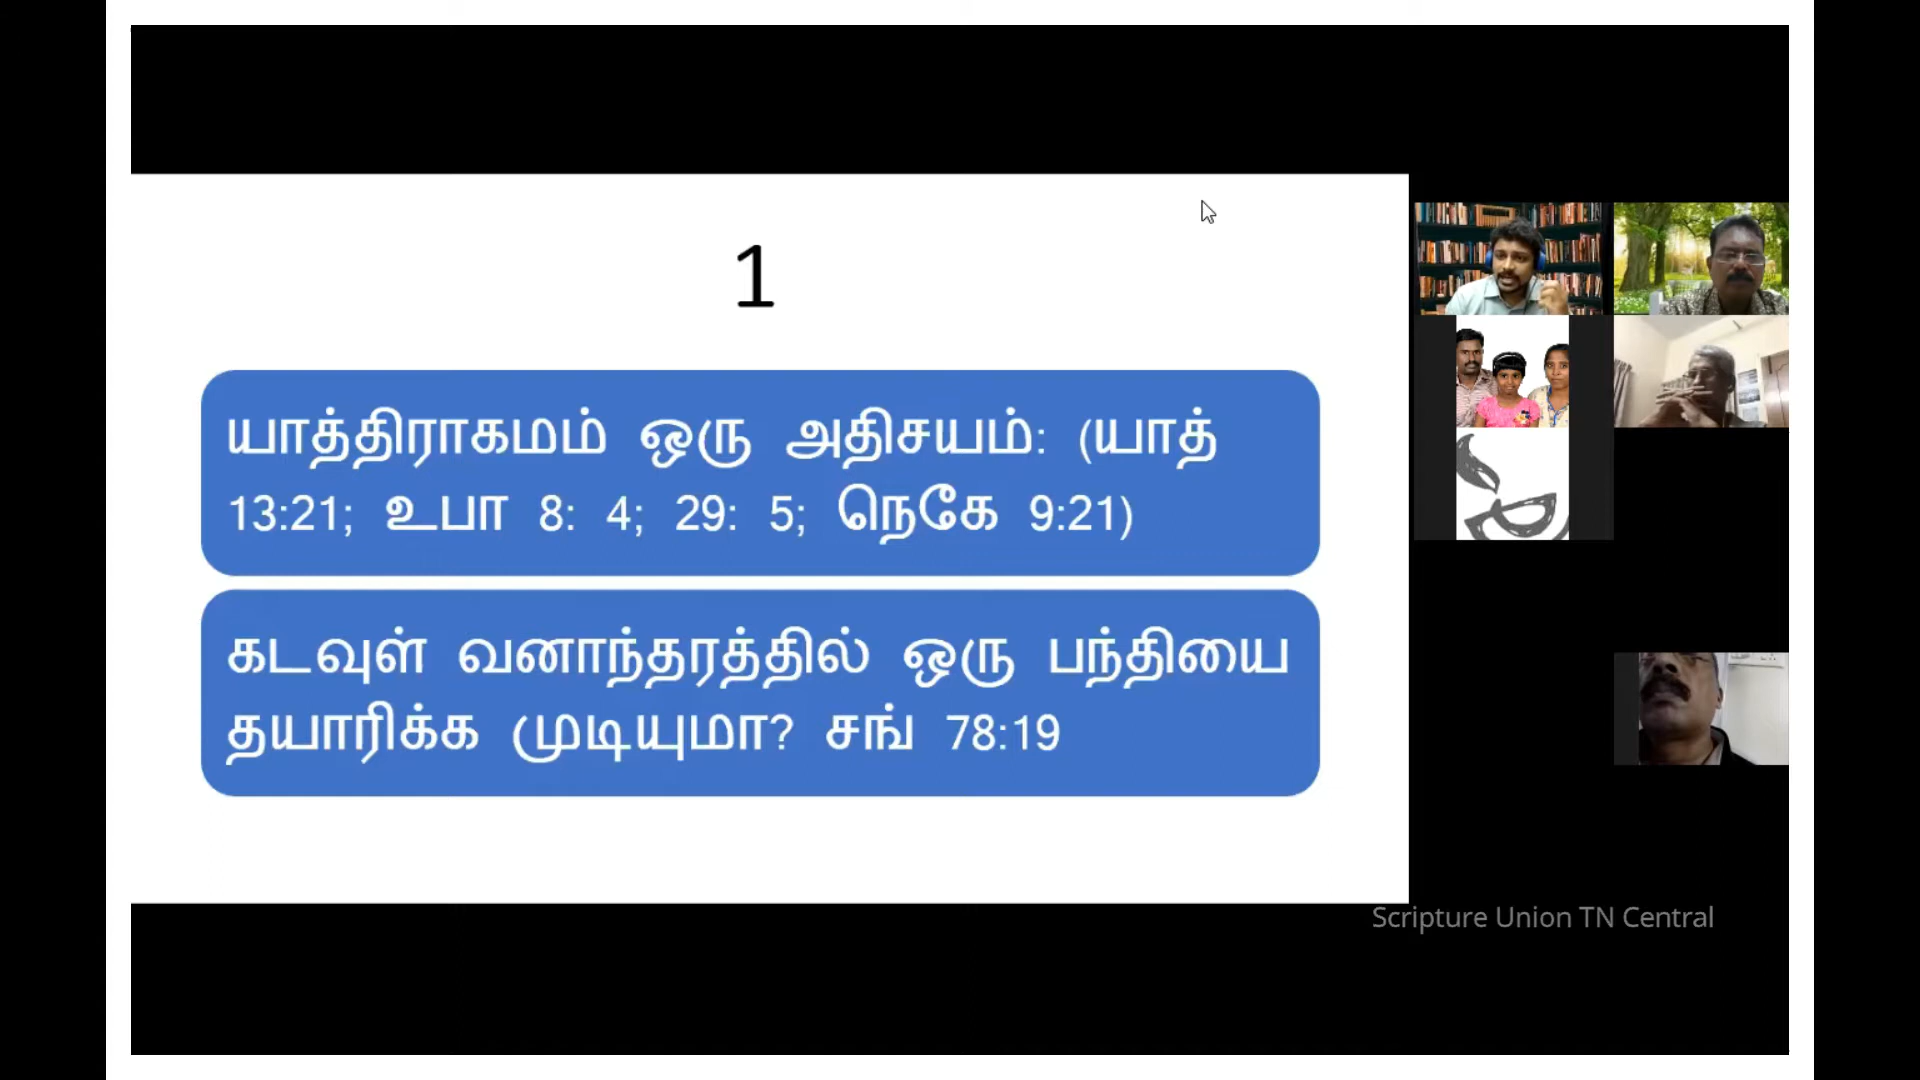 1
யாத்திராகமம் ஒரு அதிசயம்: (யாத்
13:21; உபா 8: 4; 29: 5; நெகே 9:21)
கடவுள் வனாந்தரத்தில் ஒரு பந்தியை
தயாரிக்க முடியுமா? சங் 78:19
Scripture Union TN Central